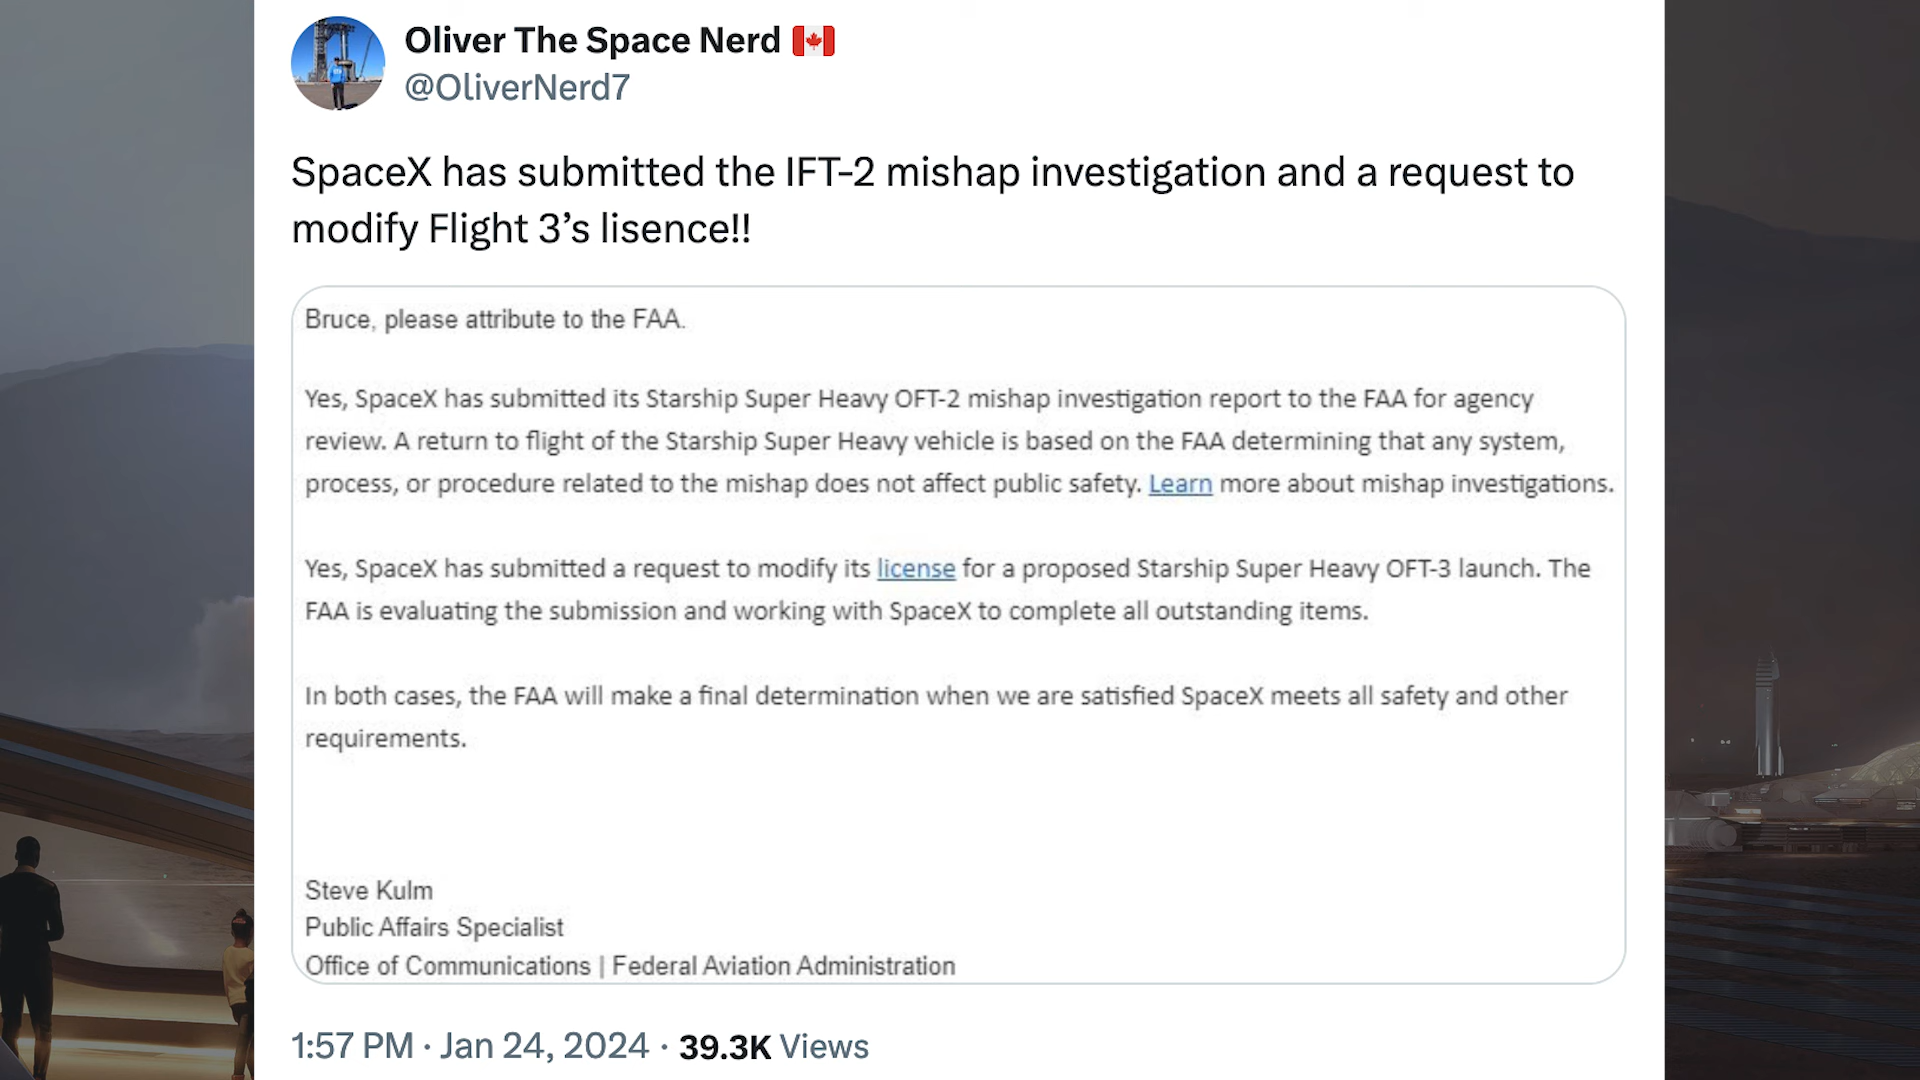 Oliver The Space Nerd
@OliverNerd7
SpaceX has submitted the IFT-2 mishap investigation and a request to
modify Flight 3’s lisence!!
Bruce, please attribute to the FAA.
Yes, SpaceX has submitted its Starship Super Heavy OFT-2 mishap investigation report to the FAA for agency
review. A return to flight of the Starship Super Heavy vehicle is based on the FAA determining that any system,
process, or procedure related to the mishap does not affect public safety. Learn more about mishap investigations.
Yes, SpaceX has submitted a request to modify its license for a proposed Starship Super Heavy OFT-3 launch. The
FAA is evaluating the submission and working with SpaceX to complete all outstanding items.
In both cases, the FAA will make a final determination when we are satisfied SpaceX meets all safety and other
requirements.
Steve Kulm
Public Affairs Specialist
Office of Communications | Federal Aviation Administration
1:57 PM · Jan 24, 2024 · 39.3K Views